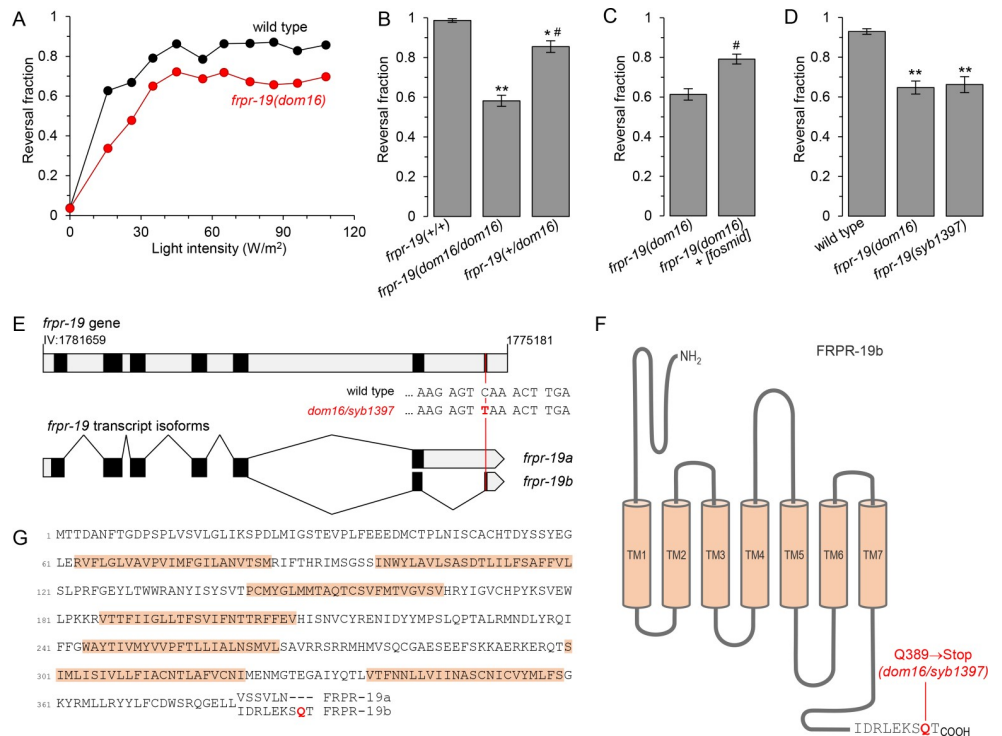 A
Reversal fraction
1
0.8
0.6
0.4
0.2
0
0 30 60 90 120
Light intensity (W/m²)
wild type
frpr-19(dom16)
B
Reversal fraction
1
0.8
0.6
0.4
0.2
0
**
* #
frpr-19(+/+)
frpr-19(dom16/dom16)
frpr-19(+/dom16)
C
Reversal fraction
1
0.8
0.6
0.4
0.2
0
#
frpr-19(dom16)
frpr-19(dom16)
+ [fosmid]
D
Reversal fraction
1
0.8
0.6
0.4
0.2
0
**
**
wild type
frpr-19(dom16)
frpr-19(syb1397)
E
frpr-19 gene
IV:1781659 1775181
wild type ... AAG AGT CAA ACT TGA
dom16/syb1397 ... AAG AGT TAA ACT TGA
frpr-19 transcript isoforms
frpr-19a
frpr-19b
F
FRPR-19b
NH₂
TM1 TM2 TM3 TM4 TM5 TM6 TM7
Q389→Stop
(dom16/syb1397)
IDRLEKSQTCOOH
G
1 MTTDANFTGDPSPLVSVLGLIKSPDLMIGSTEVPLFEEEDMCTPLNISCACHTDYSSYEG
61 LERVFLGLVAVPVIMFGILANVTSMRIFTHRIMSGSSINWYLAVLSASDTLILFSAFFVL
121 SLPRFGEYLTWWRANYISYSVTPCMYGLMMTAQTCSVFMTVGVSVHRYIGVCHPYKSVEW
181 LPKKRVTTFIIGLLTFSVIFNTTRFFEVHISNVCYRENIDYYMPSLQPTALRMNDLYRQI
241 FFGWAYTIVMYVVPFTLLIALNSMVLSAVRRSRRMHMVSQCGAESEEFSKKAERKERQTS
301 IMLISIVLLFIACNTLAFVCNIMENMGTEGAIYQTLVTFNNLLVIINASCNICVYMLFSG
361 KYRMLLRYYLFCDWSRQGELL
VSSVLN--- FRPR-19a
IDRLEKSQT FRPR-19b